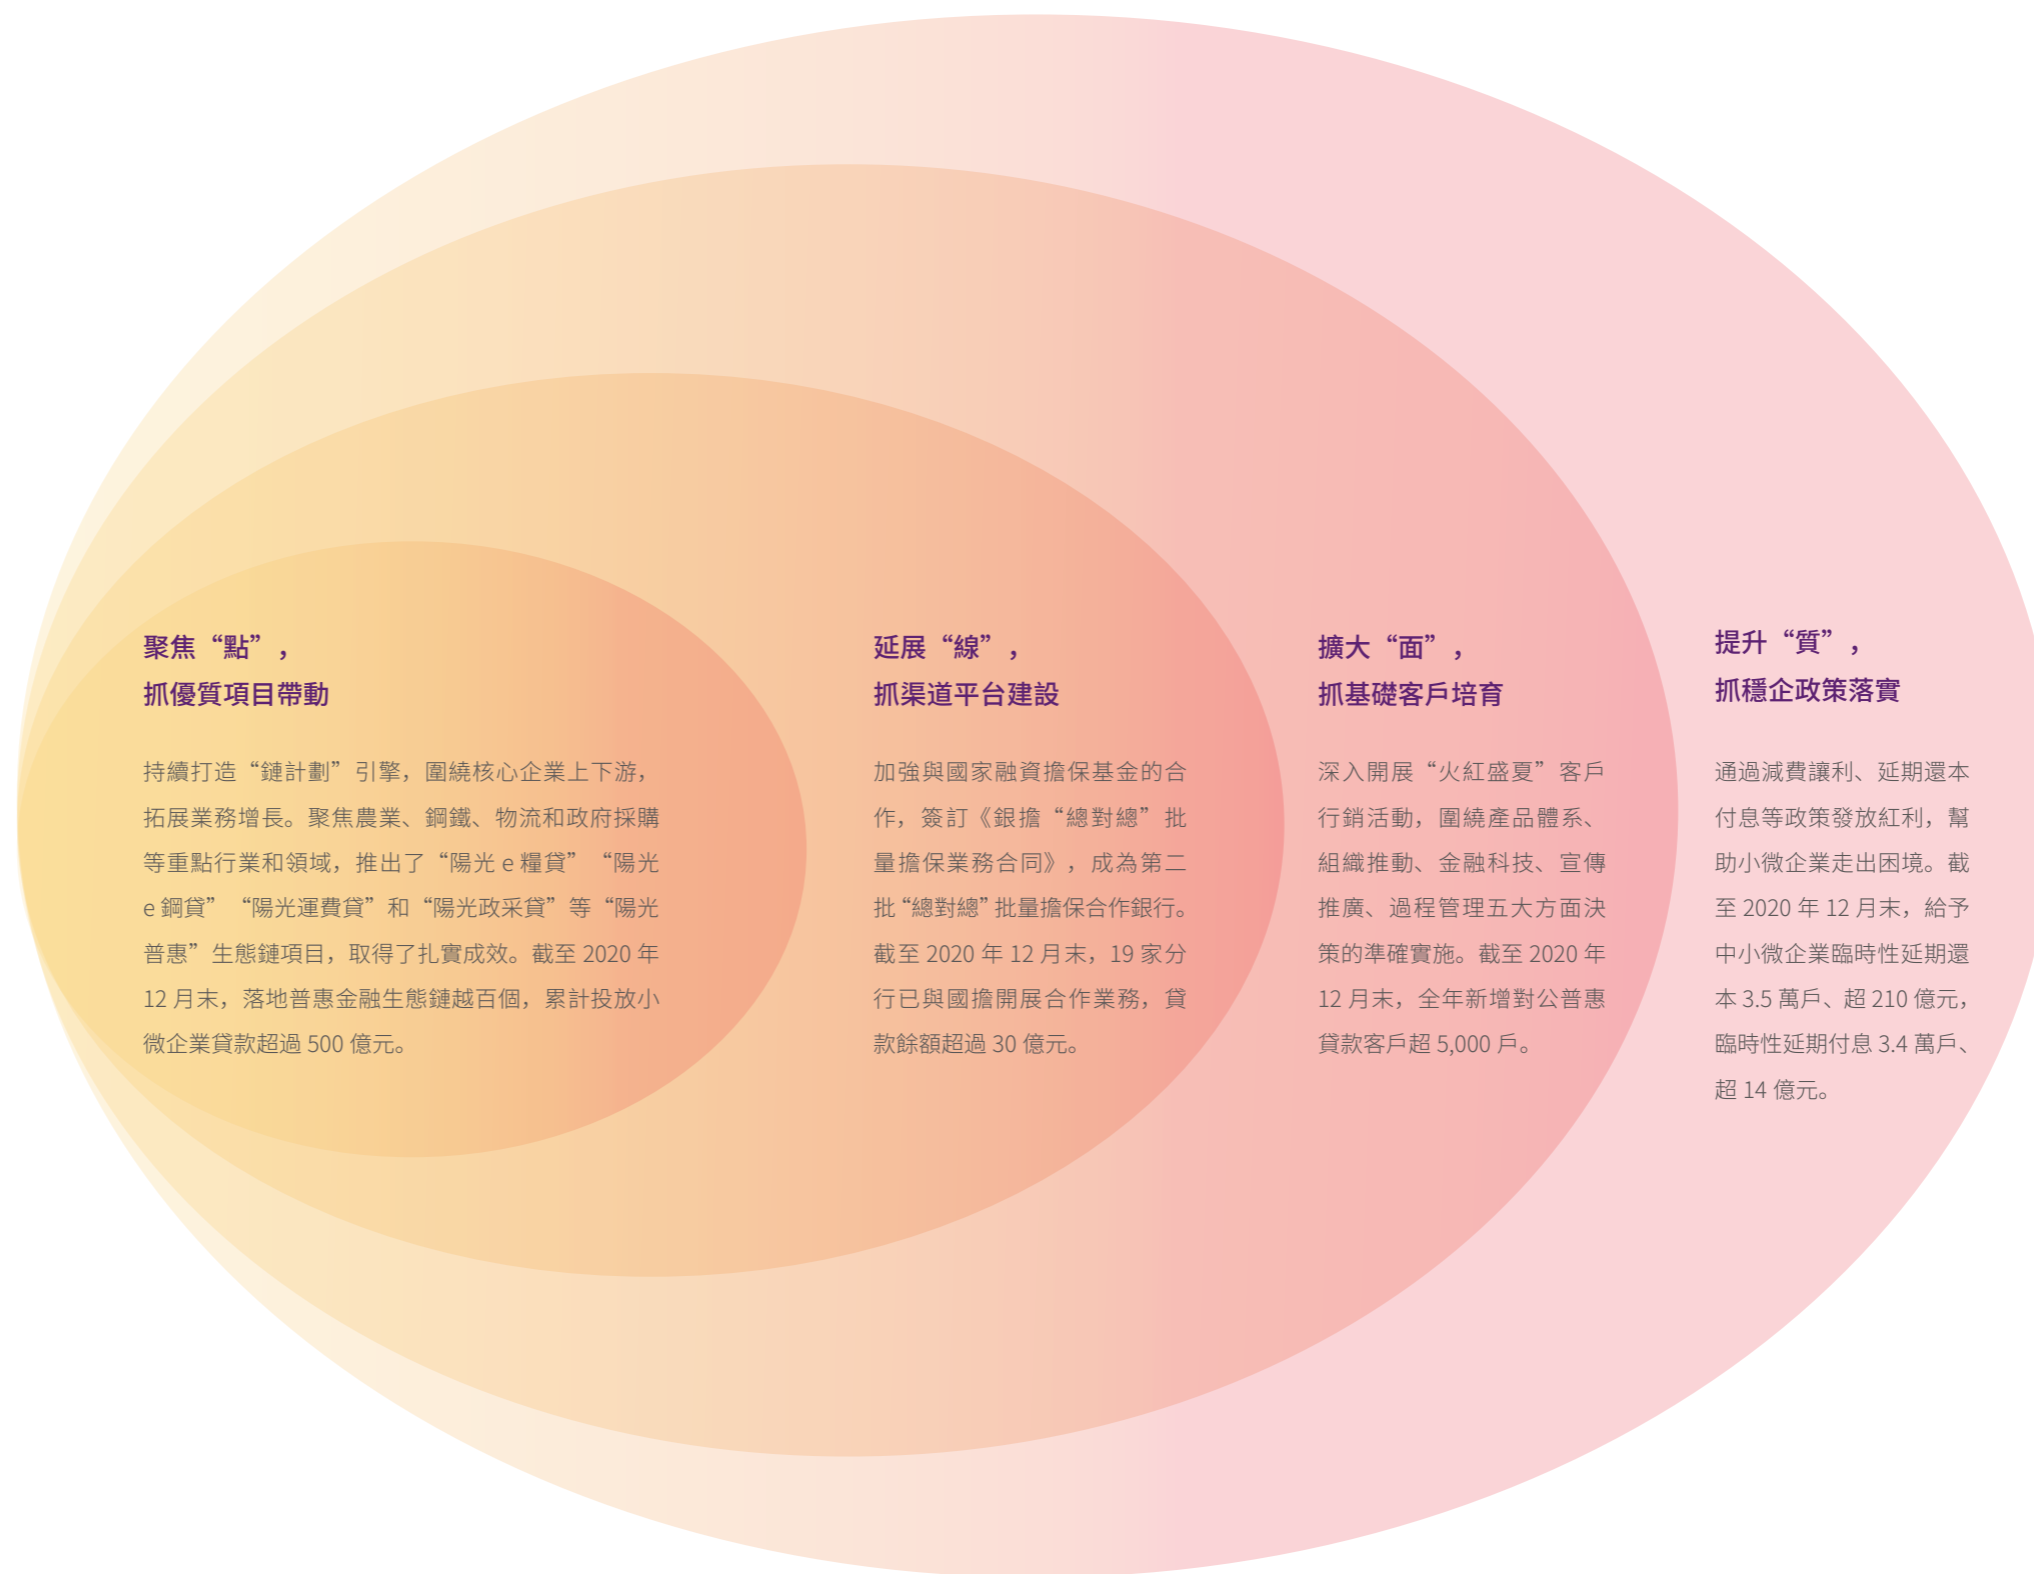 聚焦“點”，
抓優質項目帶動
持續打造“鏈計劃”引擎，圍繞核心企業上下游，
拓展業務增長。聚焦農業、鋼鐵、物流和政府採購
等重點行業和領域，推出了“陽光 e 糧貸”“陽光
e 鋼貸”“陽光運費貸”和“陽光政采貸”等“陽光
普惠”生態鏈項目，取得了扎實成效。截至 2020 年
12 月末，落地普惠金融生態鏈越百個，累計投放小
微企業貸款超過 500 億元。
延展“線”，
抓渠道平台建設
加強與國家融資擔保基金的合
作，簽訂《銀擔“總對總”批
量擔保業務合同》，成為第二
批“總對總”批量擔保合作銀行。
截至 2020 年 12 月末，19 家分
行已與國擔開展合作業務，貸
款餘額超過 30 億元。
擴大“面”，
抓基礎客戶培育
深入開展“火紅盛夏”客戶
行銷活動，圍繞產品體系、
組織推動、金融科技、宣傳
推廣、過程管理五大方面決
策的準確實施。截至 2020 年
12 月末，全年新增對公普惠
貸款客戶超 5,000 戶。
提升“質”，
抓穩企政策落實
通過減費讓利、延期還本
付息等政策發放紅利，幫
助小微企業走出困境。截
至 2020 年 12 月末，給予
中小微企業臨時性延期還
本 3.5 萬戶、超 210 億元，
臨時性延期付息 3.4 萬戶、
超 14 億元。